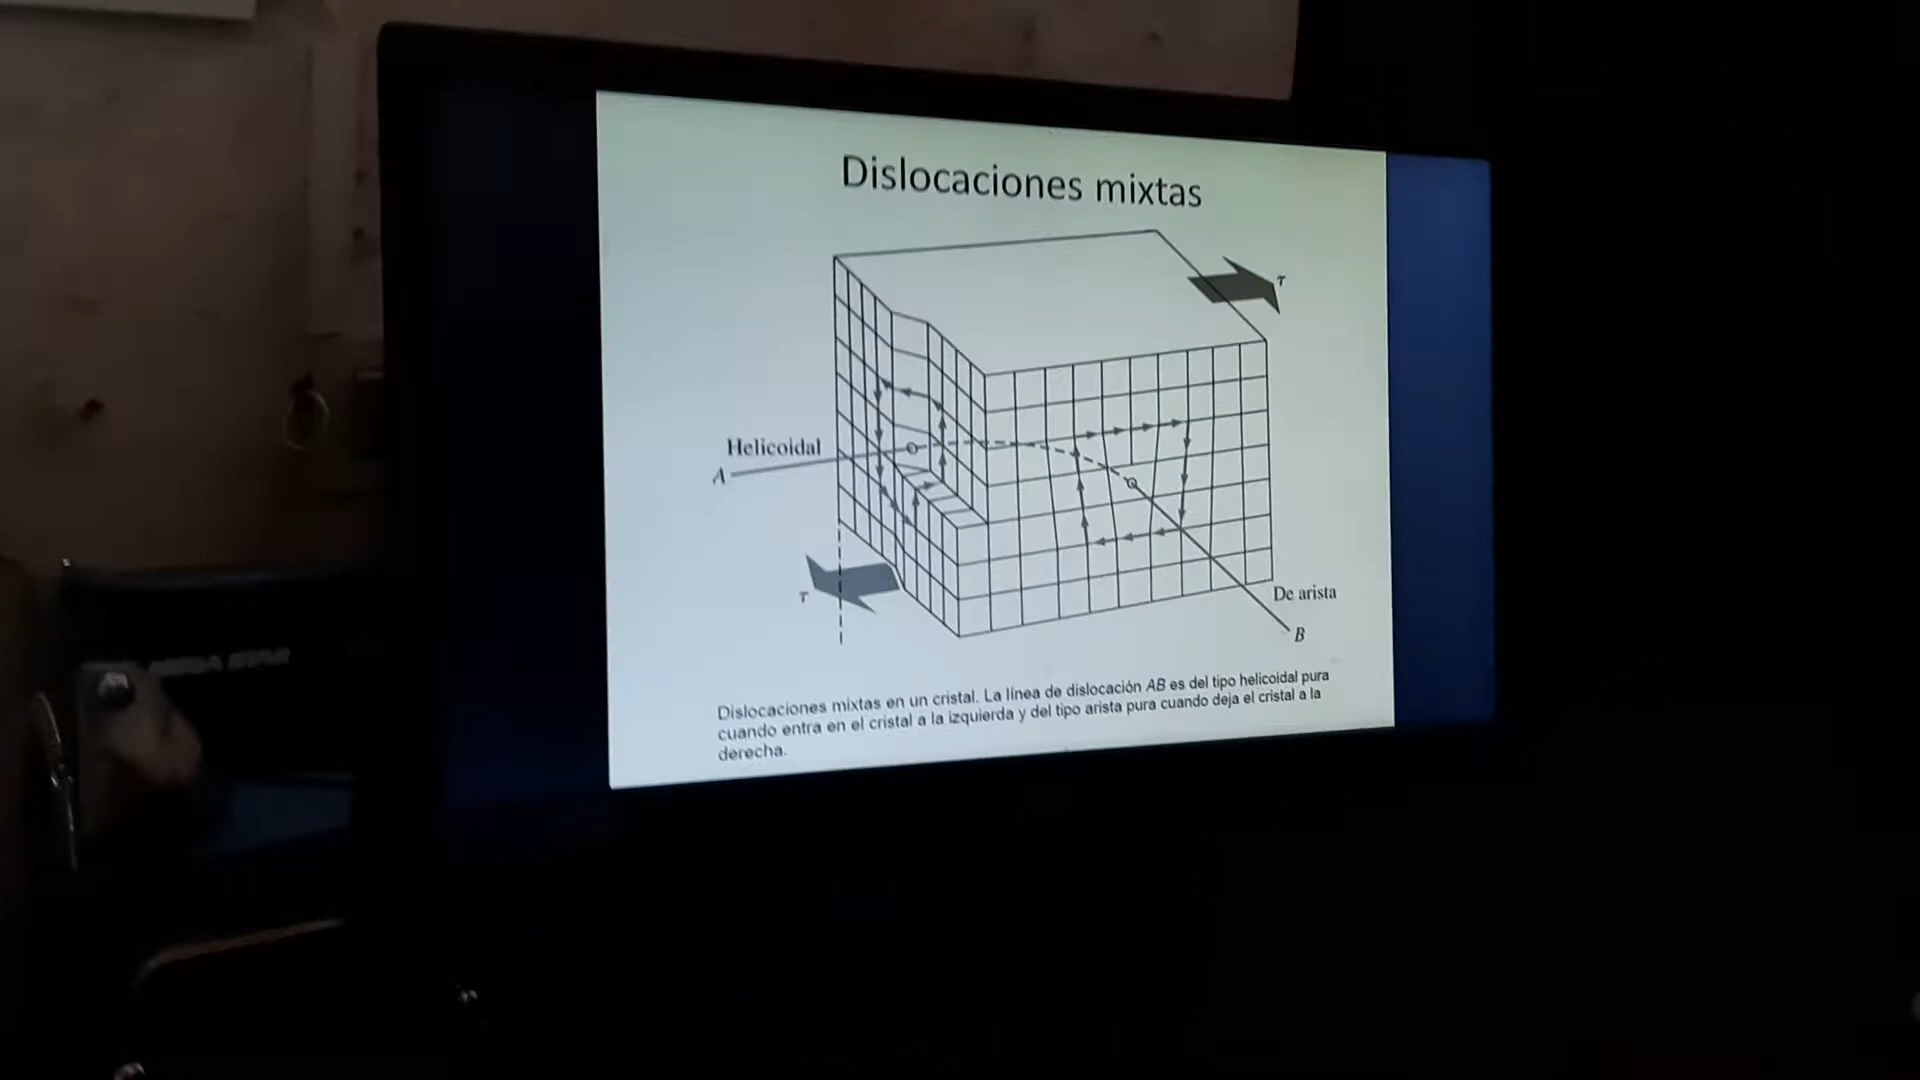 Dislocaciones mixtas
τ
Helicoidal
A
τ
De arista
B
Dislocaciones mixtas en un cristal. La línea de dislocación AB es del tipo helicoidal pura
cuando entra en el cristal a la izquierda y del tipo arista pura cuando deja el cristal a la
derecha.